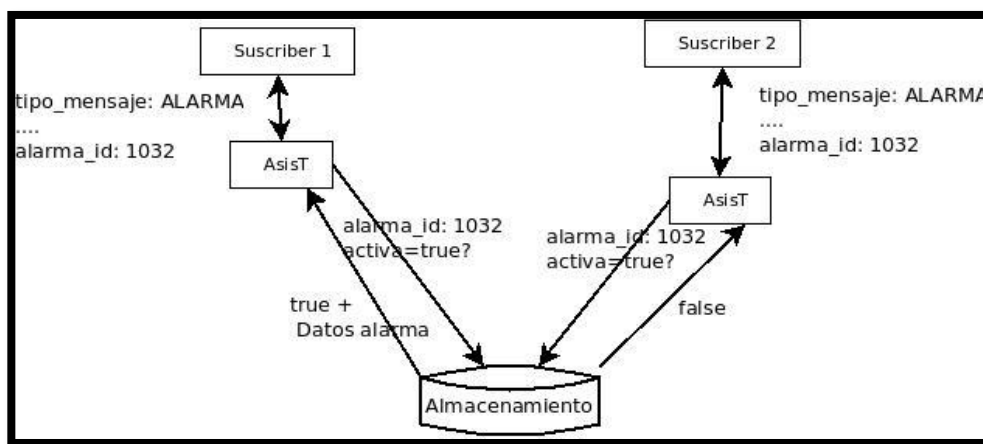 Suscriber 1
Suscriber 2
tipo_mensaje: ALARMA
....
alarma_id: 1032
tipo_mensaje: ALARMA
....
alarma_id: 1032
AsisT
AsisT
alarma_id: 1032
activa=true?
alarma_id: 1032
activa=true?
true +
Datos alarma
false
Almacenamiento